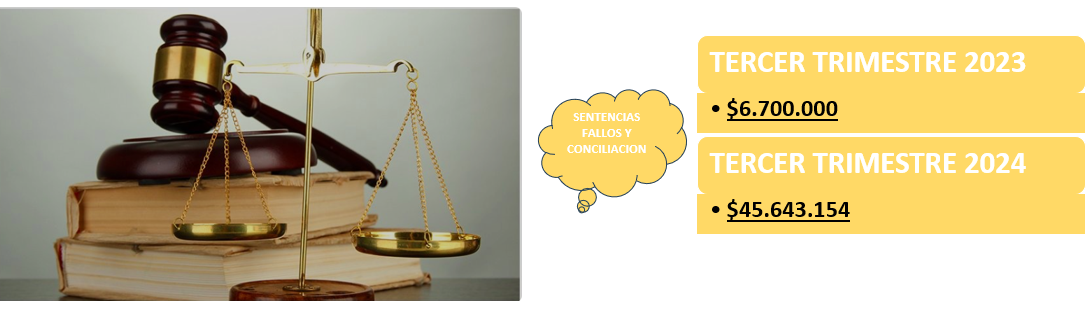 SENTENCIAS
FALLOS Y
CONCILIACION
TERCER TRIMESTRE 2023
• $6.700.000
TERCER TRIMESTRE 2024
• $45.643.154